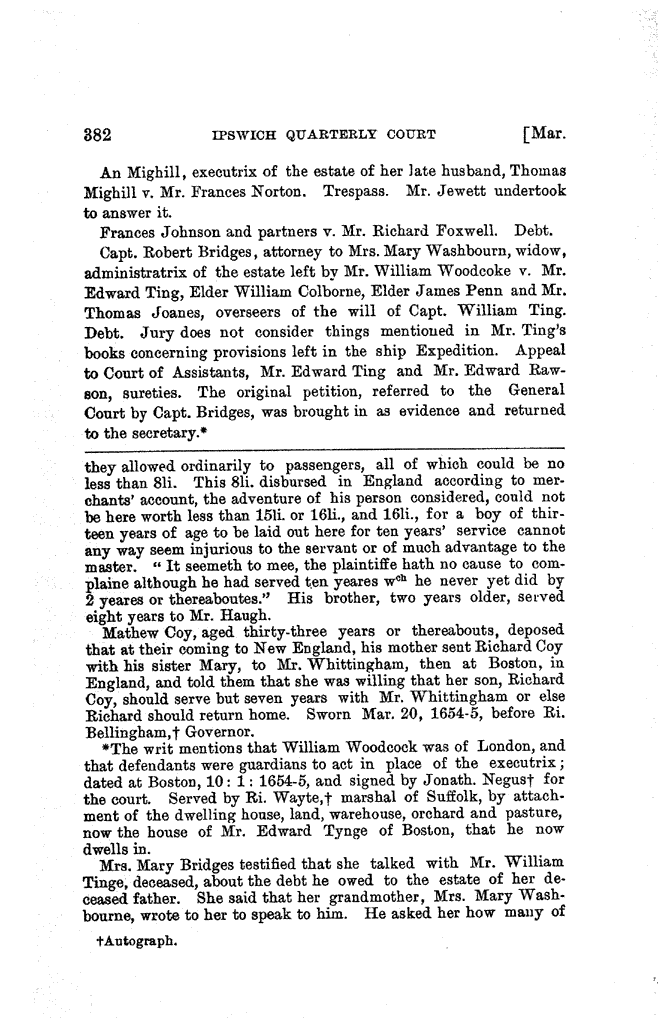 382 IPSWICH QUARTERLY COURT [Mar.
An Mighill, executrix of the estate of her late husband, Thomas
Mighill v. Mr. Frances Norton. Trespass. Mr. Jewett undertook
to answer it.
Frances Johnson and partners v. Mr. Richard Foxwell. Debt.
Capt. Robert Bridges, attorney to Mrs. Mary Washbourn, widow,
administratrix of the estate left by Mr. William Woodcoke v. Mr.
Edward Ting, Elder William Colborne, Elder James Penn and Mr.
Thomas Joanes, overseers of the will of Capt. William Ting.
Debt. Jury does not consider things mentioned in Mr. Ting's
books concerning provisions left in the ship Expedition. Appeal
to Court of Assistants, Mr. Edward Ting and Mr. Edward Raw-
son, sureties. The original petition, referred to the General
Court by Capt. Bridges, was brought in as evidence and returned
to the secretary.*
they allowed ordinarily to passengers, all of which could be no
less than 8li. This 8li. disbursed in England according to mer-
chants' account, the adventure of his person considered, could not
be here worth less than 15li. or 16li., and 16li., for a boy of thir-
teen years of age to be laid out here for ten years' service cannot
any way seem injurious to the servant or of much advantage to the
master. "It seemeth to mee, the plaintiffe hath no cause to com-
plaine although he had served ten yeares wch he never yet did by
2 yeares or thereaboutes." His brother, two years older, served
eight years to Mr. Haugh.
Mathew Coy, aged thirty-three years or thereabouts, deposed
that at their coming to New England, his mother sent Richard Coy
with his sister Mary, to Mr. Whittingham, then at Boston, in
England, and told them that she was willing that her son, Richard
Coy, should serve but seven years with Mr. Whittingham or else
Richard should return home. Sworn Mar. 20, 1654-5, before Ri.
Bellingham,† Governor.
*The writ mentions that William Woodcock was of London, and
that defendants were guardians to act in place of the executrix;
dated at Boston, 10: 1: 1654-5, and signed by Jonath. Negus† for
the court. Served by Ri. Wayte,† marshal of Suffolk, by attach-
ment of the dwelling house, land, warehouse, orchard and pasture,
now the house of Mr. Edward Tynge of Boston, that he now
dwells in.
Mrs. Mary Bridges testified that she talked with Mr. William
Tinge, deceased, about the debt he owed to the estate of her de-
ceased father. She said that her grandmother, Mrs. Mary Wash-
bourne, wrote to her to speak to him. He asked her how many of
†Autograph.